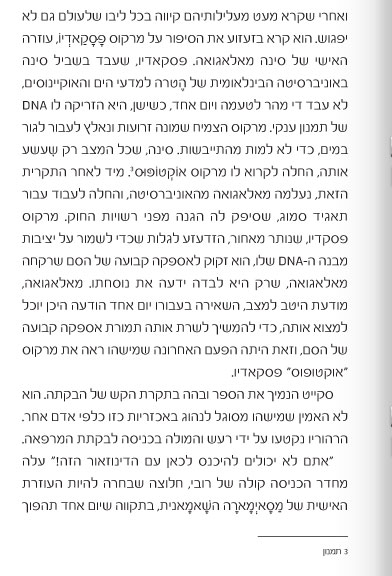 ואחרי שקרא מעט מעלילותיהם קיווה בכל ליבו שלעולם גם לא
יפגוש. הוא קרא בזעזוע את הסיפור על מרקוס פָּסְקָאדְיוֹ, עוזרה
האישי של סינה מאלאגואה. פסקאדיו, שעבד בשביל סינה
באוניברסיטה הבינלאומית של הֶטרה למדעי הים והאוקיינוסים,
לא עבד די מהר לטעמה ויום אחד, כשישן, היא הזריקה לו DNA
של תמנון ענקי. מרקוס הצמיח שמונה זרועות ונאלץ לעבור לגור
במים, כדי לא למות מהתייבשות. סינה, שכל המצב רק שִעשע
אותה, החלה לקרוא לו מרקוס אוֹקְטוֹפּוּס³. מיד לאחר התקרית
הזאת, נעלמה מאלאגואה מהאוניברסיטה, והחלה לעבוד עבור
תאגיד סמוג, שסיפק לה הגנה מפני רשויות החוק. מרקוס
פסקדיו, שנותר מאחור, הזדעזע לגלות שכדי לשמור על יציבות
מבנה ה-DNA שלו, הוא זקוק לאספקה קבועה של הסם שרקחה
מאלאגואה, שרק היא לבדה ידעה את נוסחתו. מאלאגואה,
מודעת היטב למצב, השאירה בעבורו יום אחד הודעה היכן יוכל
למצוא אותה, כדי להמשיך לשרת אותה תמורת אספקה קבועה
של הסם, וזאת היתה הפעם האחרונה שמישהו ראה את מרקוס
"אוקטופוס" פסקאדיו.
סקייט הנמיך את הספר ובהה בתקרת הקש של הבקתה. הוא
לא האמין שמישהו מסוגל לנהוג באכזריות כזו כלפי אדם אחר.
הרהוריו נקטעו על ידי רעש והמולה בכניסה לבקתת המרפאה.
"אתם לא יכולים להיכנס לכאן עם הדינוזאור הזה!" עלה
מחדר הכניסה קולה של רובי, חלוצה שבחרה להיות העוזרת
האישית של מַסָאיְמָארָה השָׁאמָאנית, בתקווה שיום אחד תהפוך
3 תמנון